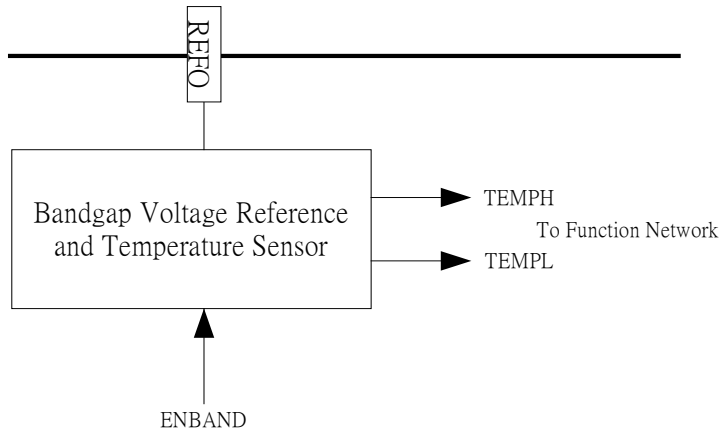 REFO
Bandgap Voltage Reference
and Temperature Sensor
TEMPH
To Function Network
TEMPL
ENBAND